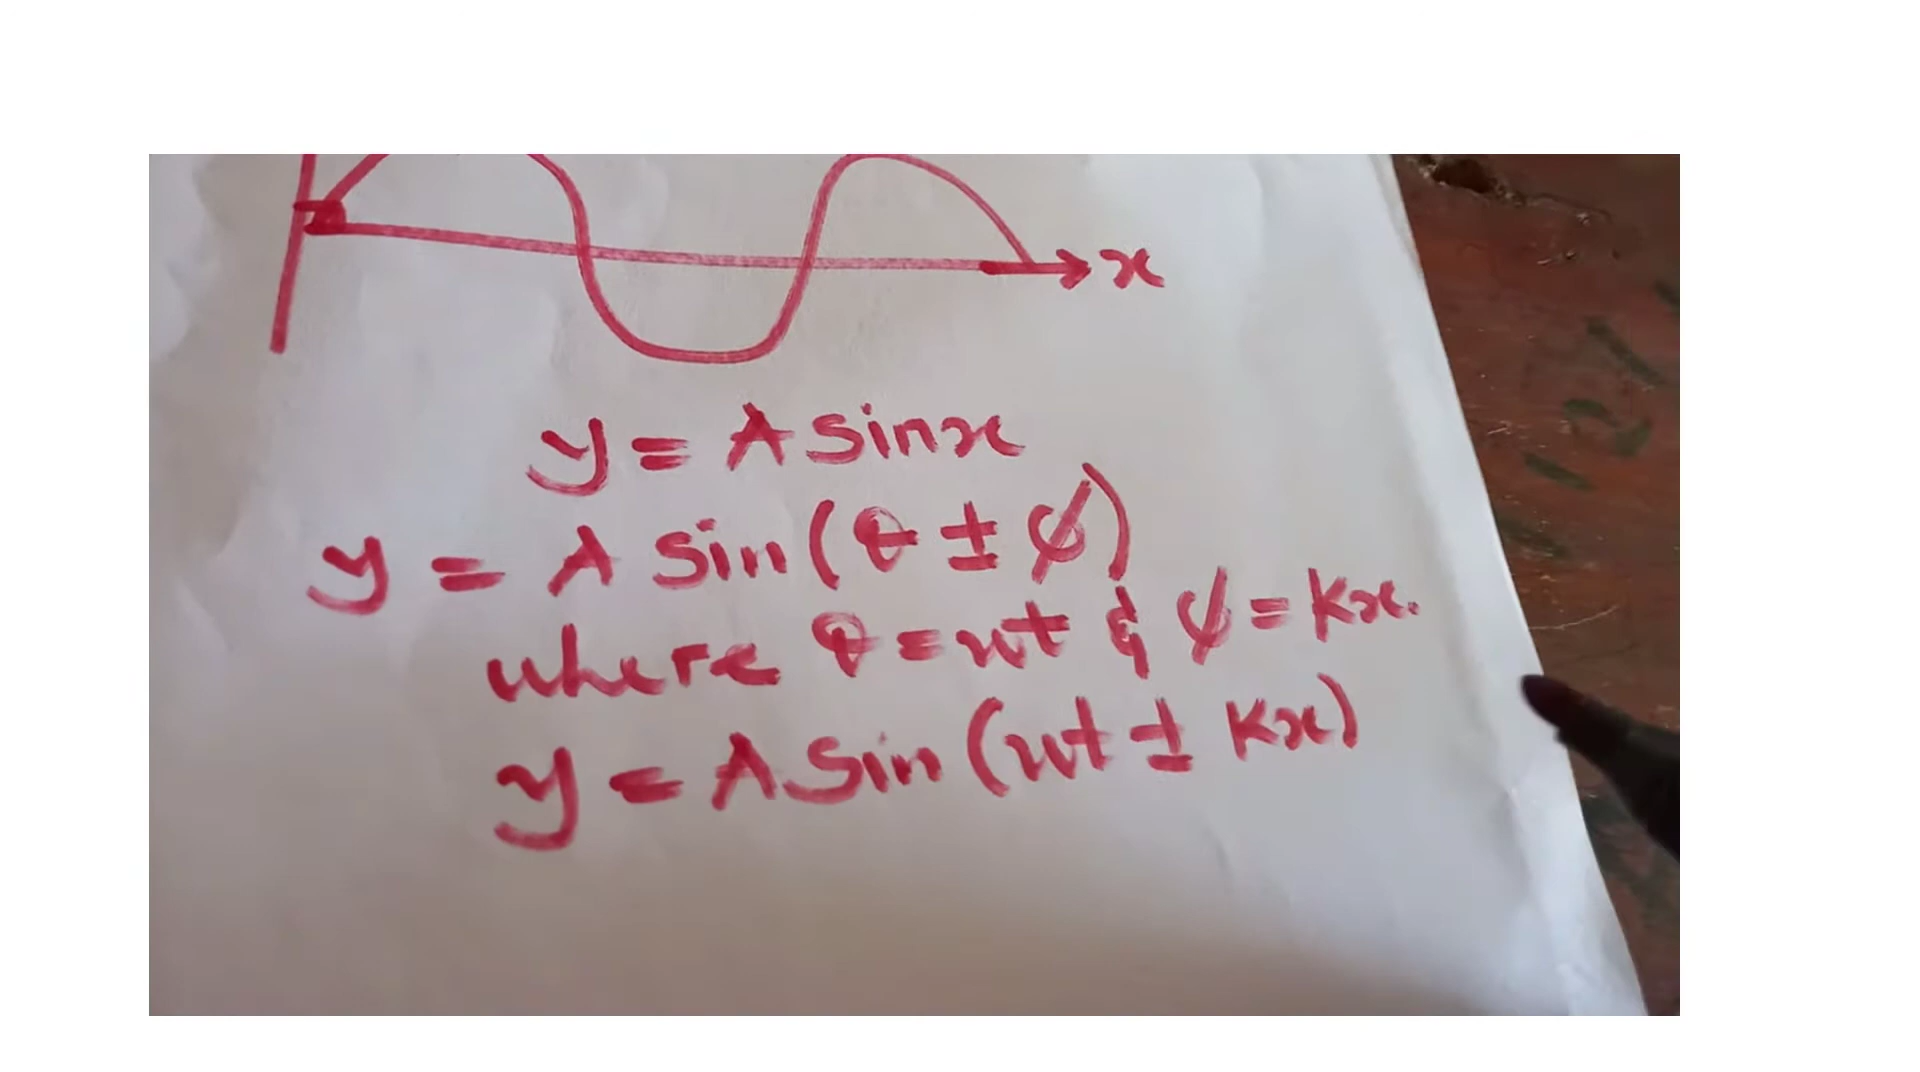 x
y = A sinx
y = A sin(θ ± φ)
where θ = wt & φ = kx.
y = A sin(wt ± kx)